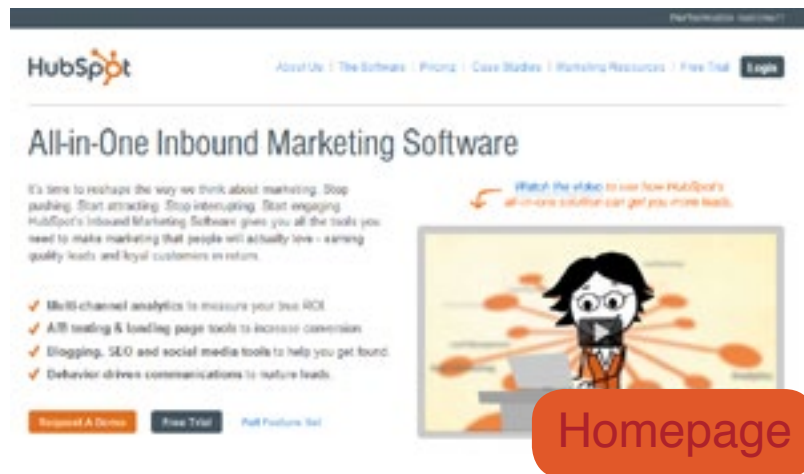 HubSpot
About Us | The Software | Pricing | Case Studies | Marketing Resources | Free Trial Login
All-in-One Inbound Marketing Software
It's time to reshape the way we think about marketing. Stop
pushing. Start attracting. Stop interrupting. Start engaging.
HubSpot's Inbound Marketing Software gives you all the tools you
need to make marketing that people will actually love - earning
quality leads and loyal customers in return.
Watch the video to see how HubSpot's
all-in-one solution can get you more leads.
✓ Multi-channel analytics to measure your true ROI
✓ A/B testing & landing page tools to increase conversion
✓ Blogging, SEO and social media tools to help you get found.
✓ Behavior driven communications to nurture leads.
Request A Demo Free Trial Full Feature List
Homepage